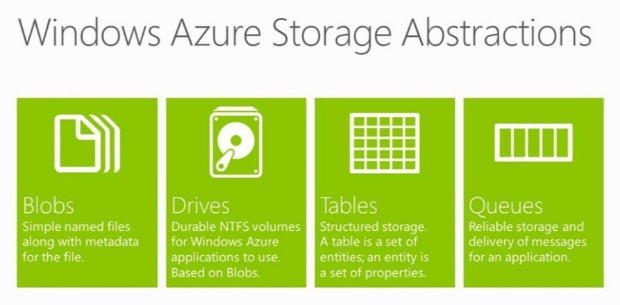 Windows Azure Storage Abstractions
Blobs
Simple named files
along with metadata
for the file.
Drives
Durable NTFS volumes
for Windows Azure
applications to use.
Based on Blobs.
Tables
Structured storage.
A table is a set of
entities; an entity is
a set of properties.
Queues
Reliable storage and
delivery of messages
for an application.